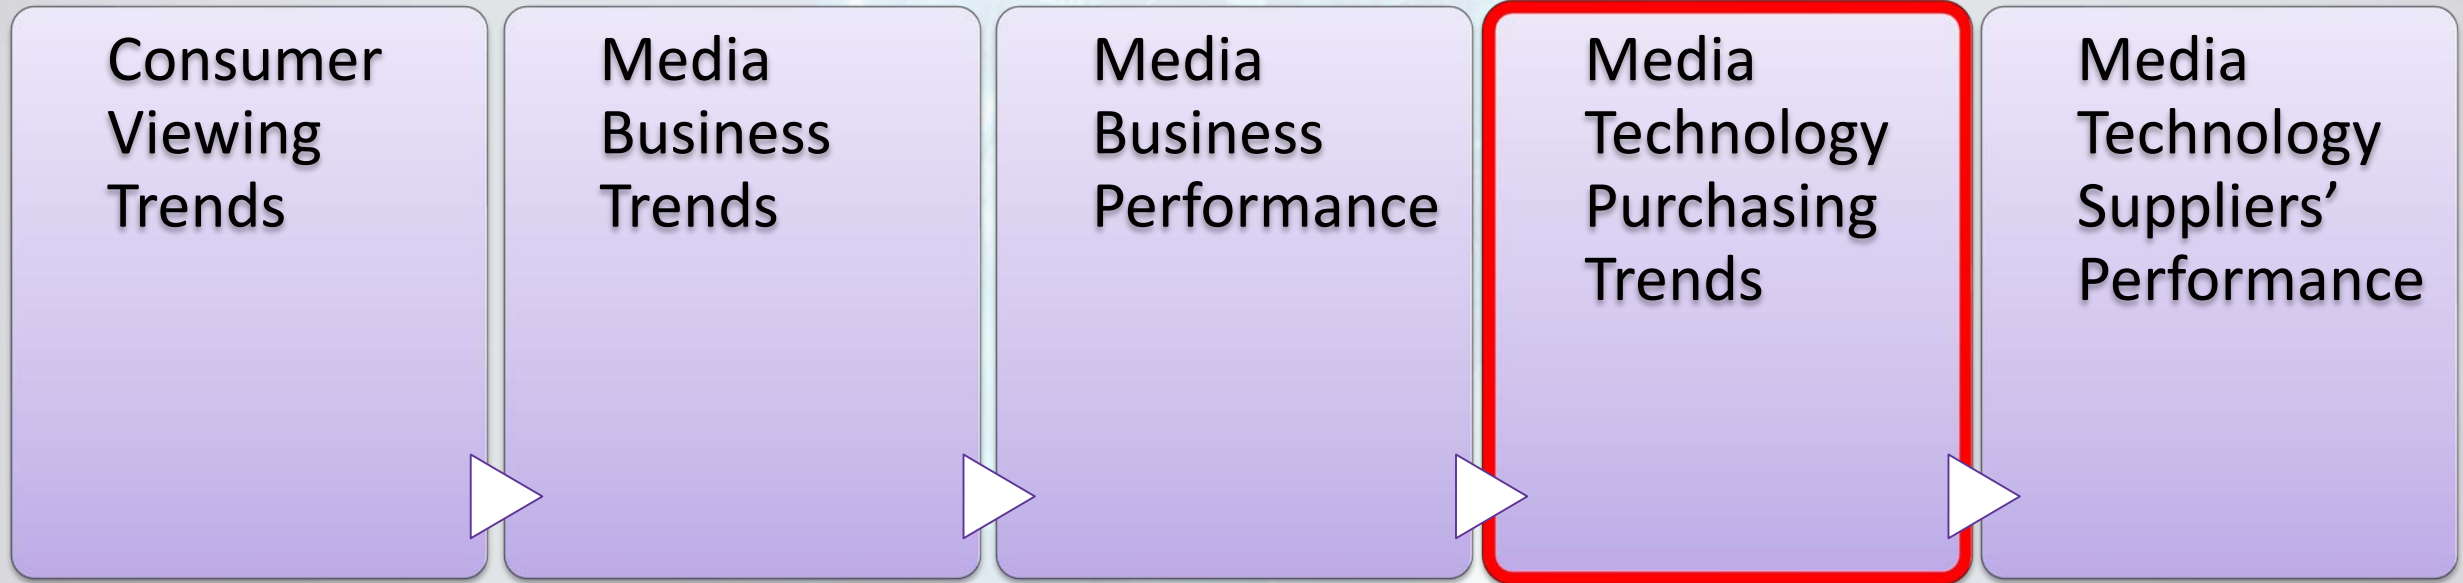 Consumer
Viewing
Trends
Media
Business
Trends
Media
Business
Performance
Media
Technology
Purchasing
Trends
Media
Technology
Suppliers’
Performance